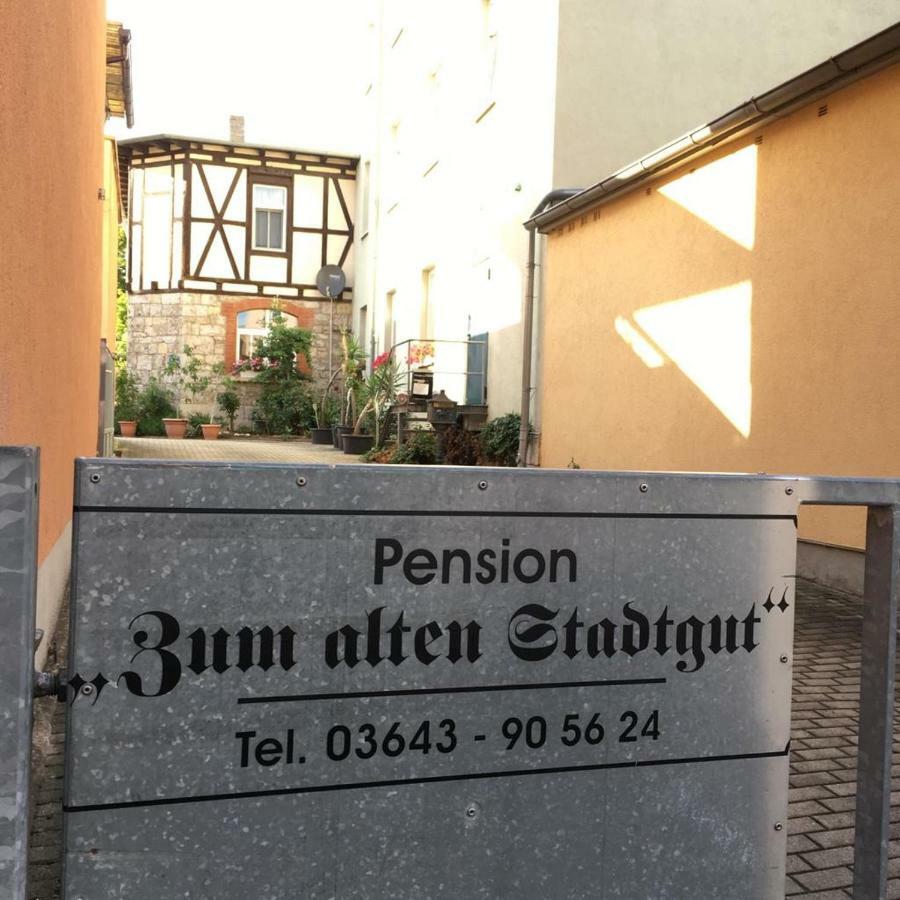 Pension
„Zum alten Stadtgut“
Tel. 03643 - 90 56 24